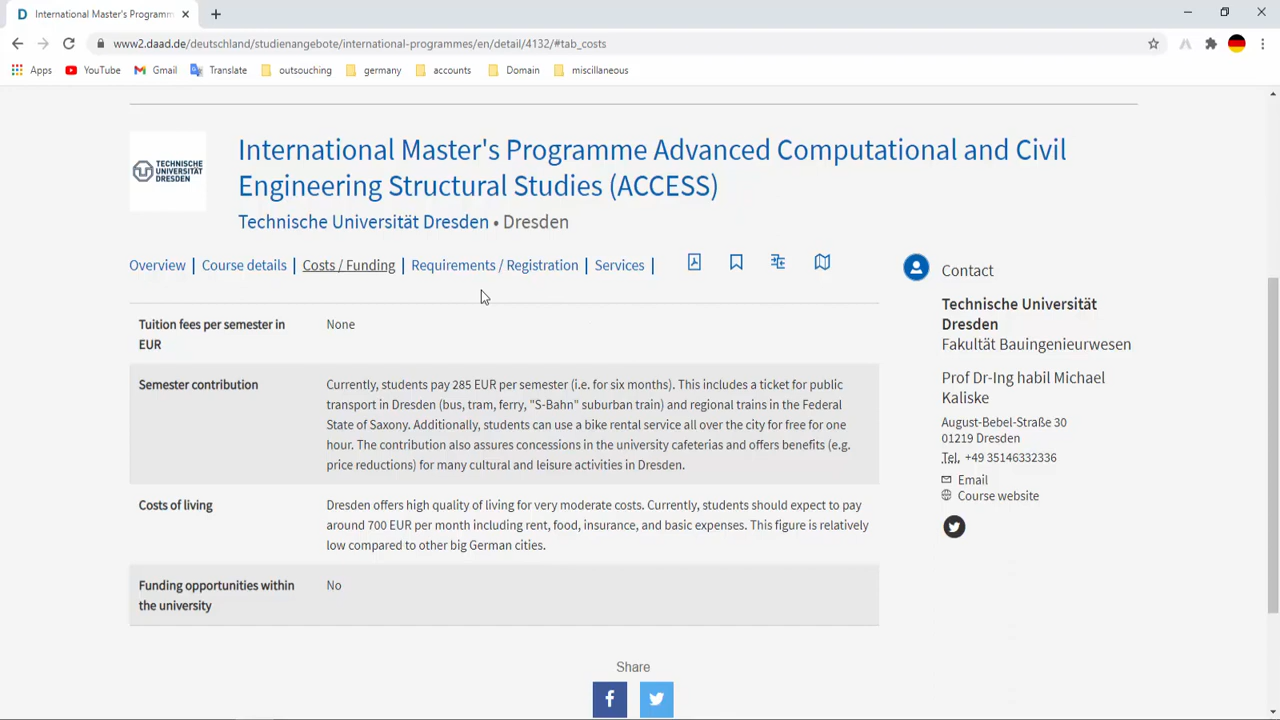 International Master's Programm
www2.daad.de/deutschland/studienangebote/international-programmes/en/detail/4132/#tab_costs
Apps YouTube Gmail Translate outsouching germany accounts Domain miscillaneous
TECHNISCHE
UNIVERSITÄT
DRESDEN
International Master's Programme Advanced Computational and Civil
Engineering Structural Studies (ACCESS)
Technische Universität Dresden • Dresden
Overview | Course details | Costs / Funding | Requirements / Registration | Services |
Tuition fees per semester in
EUR
None
Semester contribution
Currently, students pay 285 EUR per semester (i.e. for six months). This includes a ticket for public
transport in Dresden (bus, tram, ferry, "S-Bahn" suburban train) and regional trains in the Federal
State of Saxony. Additionally, students can use a bike rental service all over the city for free for one
hour. The contribution also assures concessions in the university cafeterias and offers benefits (e.g.
price reductions) for many cultural and leisure activities in Dresden.
Costs of living
Dresden offers high quality of living for very moderate costs. Currently, students should expect to pay
around 700 EUR per month including rent, food, insurance, and basic expenses. This figure is relatively
low compared to other big German cities.
Funding opportunities within
the university
No
Contact
Technische Universität
Dresden
Fakultät Bauingenieurwesen
Prof Dr-Ing habil Michael
Kaliske
August-Bebel-Straße 30
01219 Dresden
Tel. +49 35146332336
Email
Course website
Share